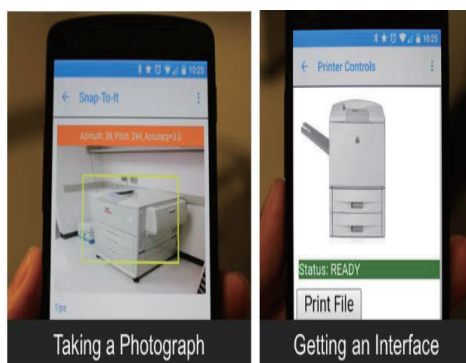 10:25
Snap-To-It
Azimuth: 38, Pitch: 294, Accuracy=3.0
Tips
Taking a Photograph
10:25
Printer Controls
Status: READY
Print File
Getting an Interface